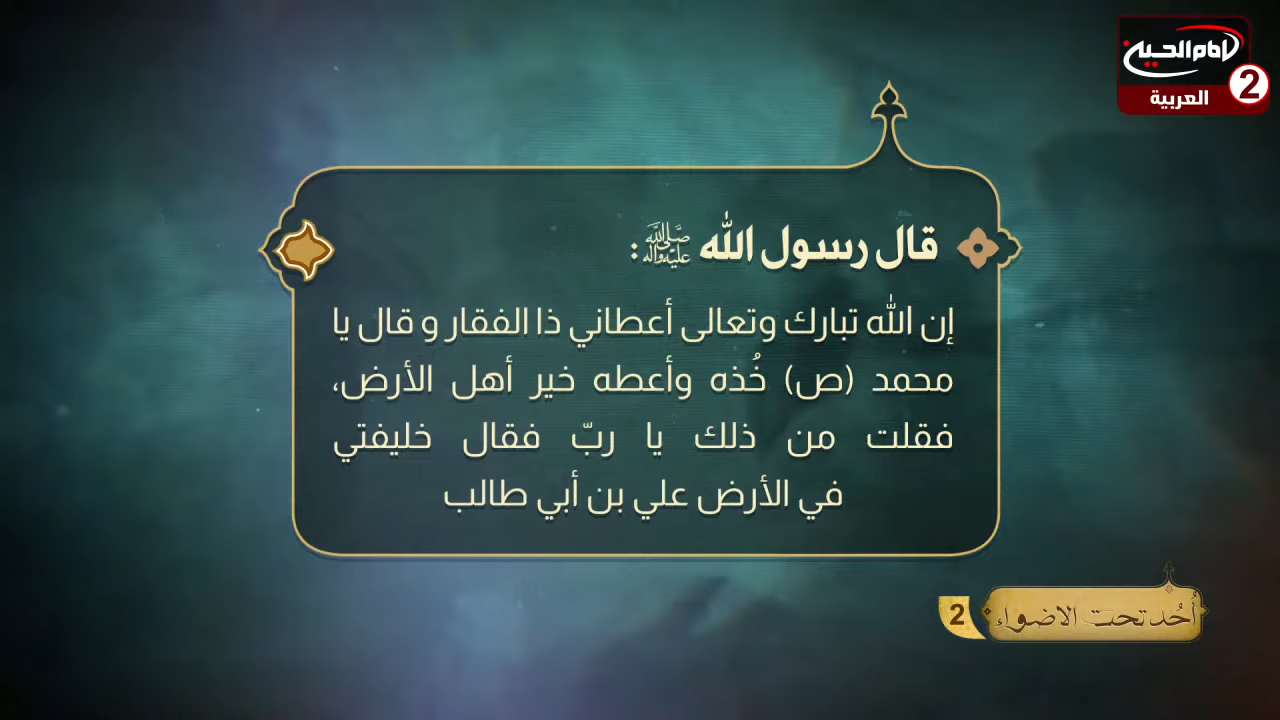 إمام الحسين
2
العربية
قال رسول الله ﷺ:
إن الله تبارك وتعالى أعطاني ذا الفقار و قال يا
محمد (ص) خُذه وأعطه خير أهل الأرض،
فقلت من ذلك يا ربّ فقال خليفتي
في الأرض علي بن أبي طالب
أُحُد تحت الاضواء
2